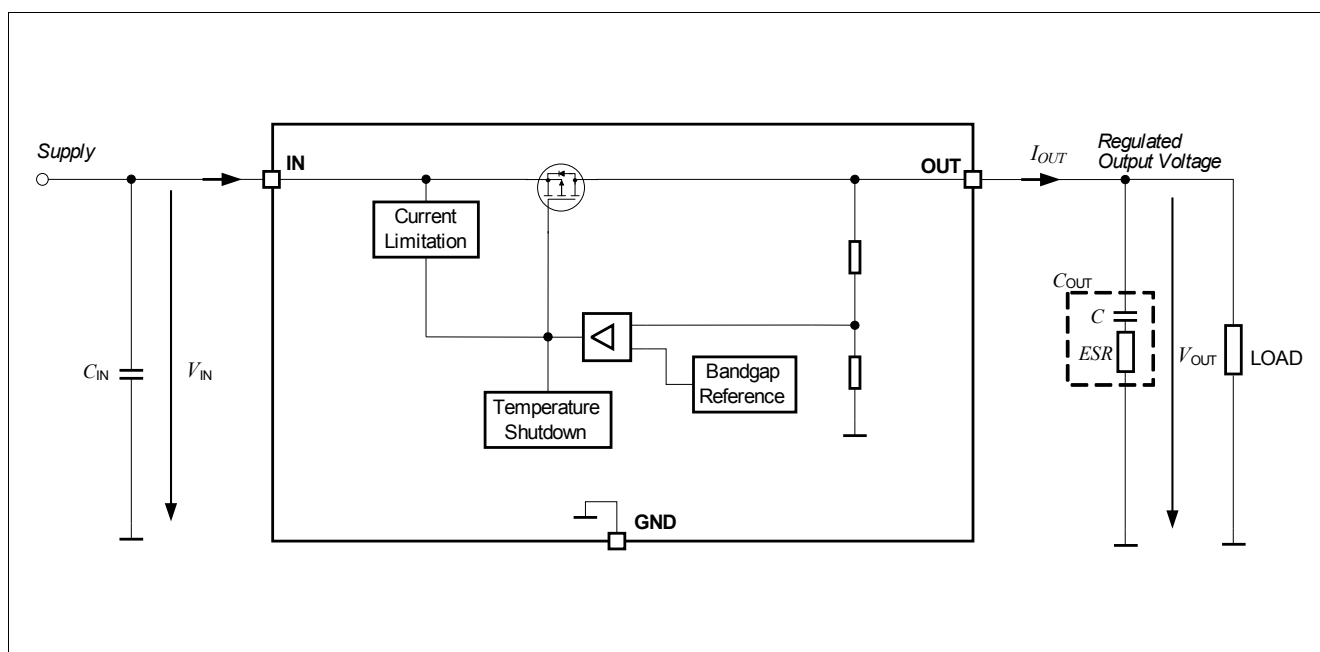 Supply
IN
OUT
I_OUT
Regulated
Output Voltage
Current
Limitation
C_OUT
C
ESR
C_IN
V_IN
V_OUT
LOAD
Bandgap
Reference
Temperature
Shutdown
GND